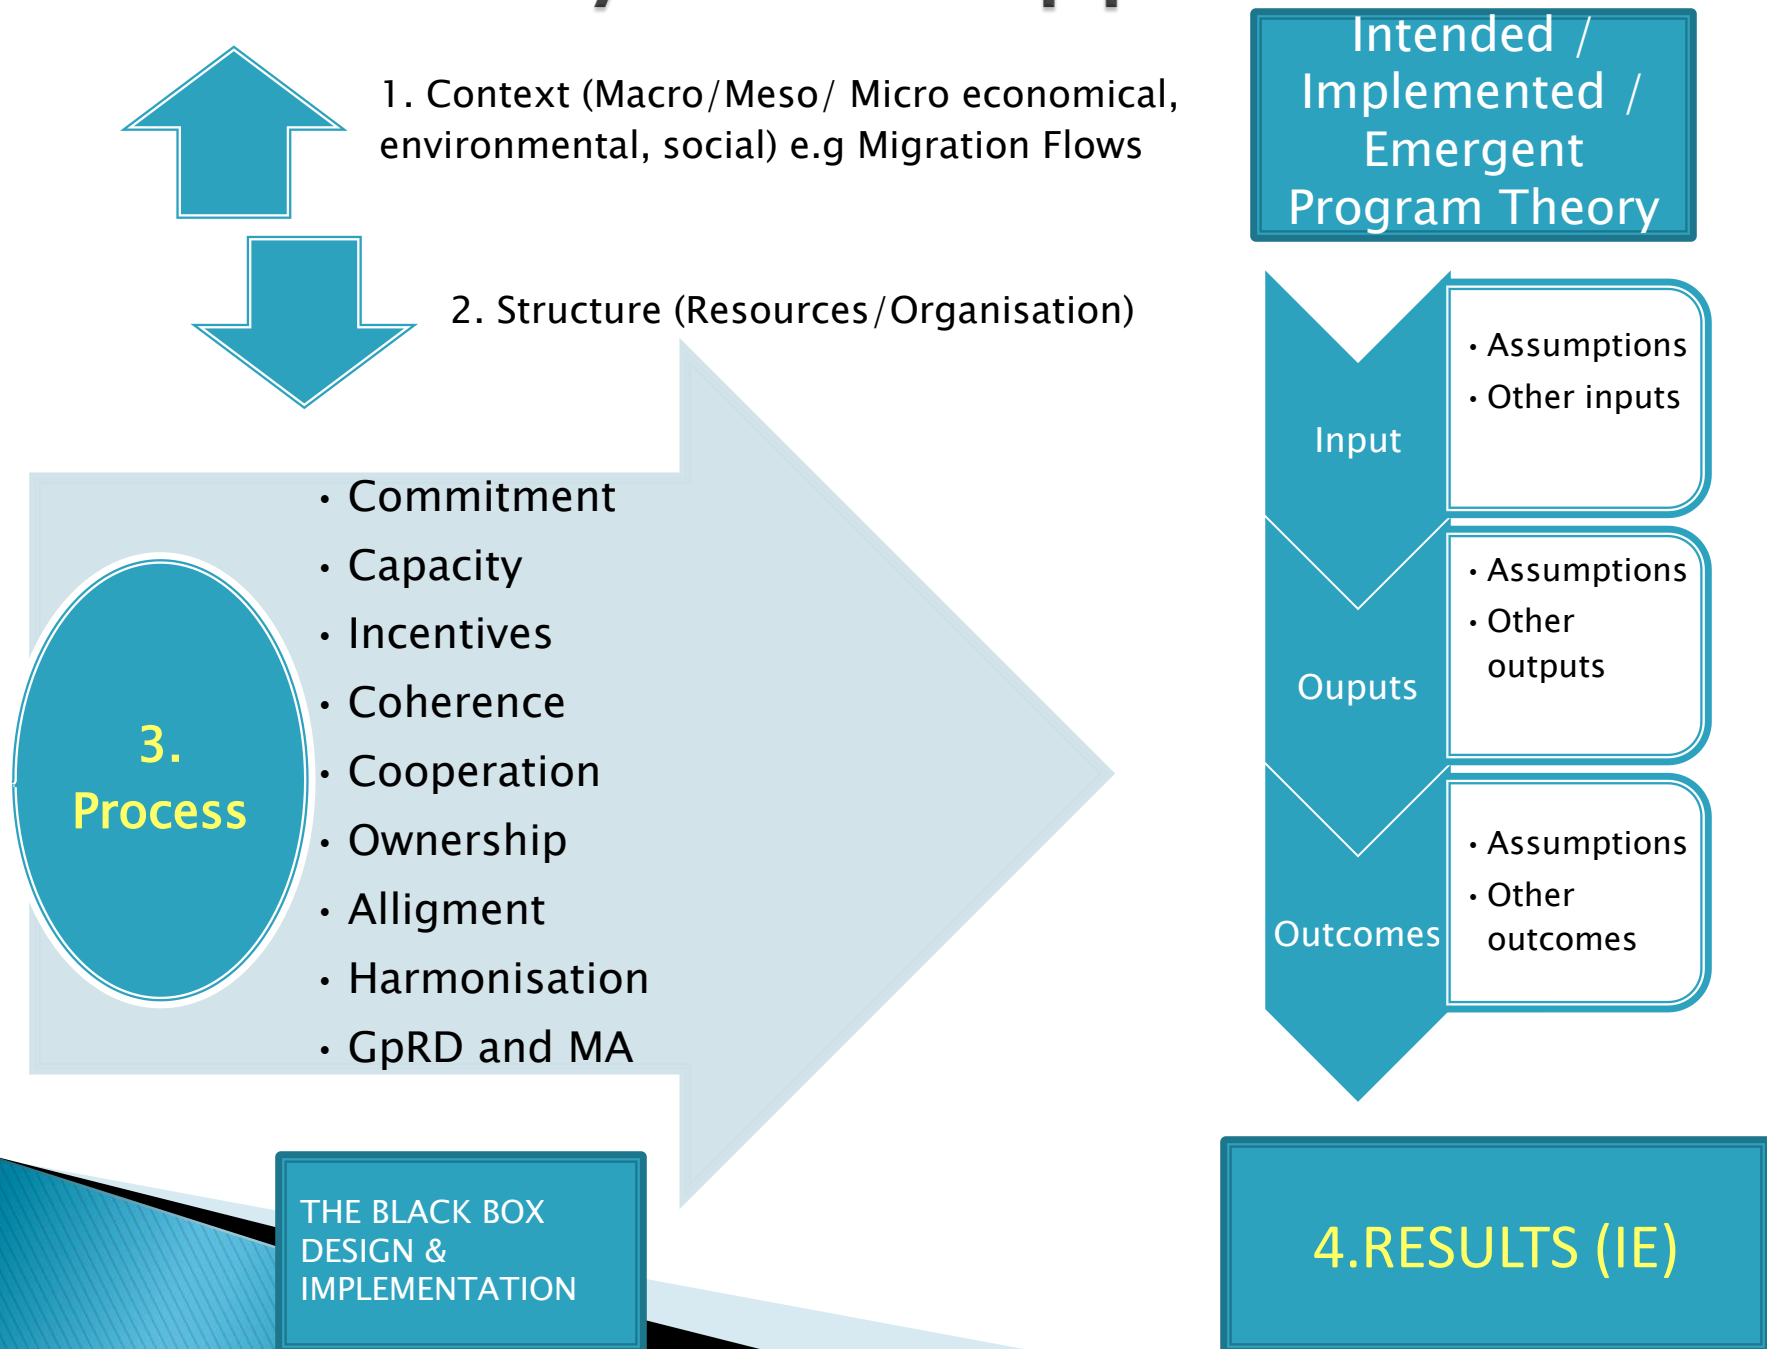 1. Context (Macro/Meso/ Micro economical,
environmental, social) e.g Migration Flows
2. Structure (Resources/Organisation)
3.
Process
• Commitment
• Capacity
• Incentives
• Coherence
• Cooperation
• Ownership
• Alligment
• Harmonisation
• GpRD and MA
THE BLACK BOX
DESIGN &
IMPLEMENTATION
Intended /
Implemented /
Emergent
Program Theory
Input
• Assumptions
• Other inputs
Ouputs
• Assumptions
• Other
outputs
Outcomes
• Assumptions
• Other
outcomes
4.RESULTS (IE)